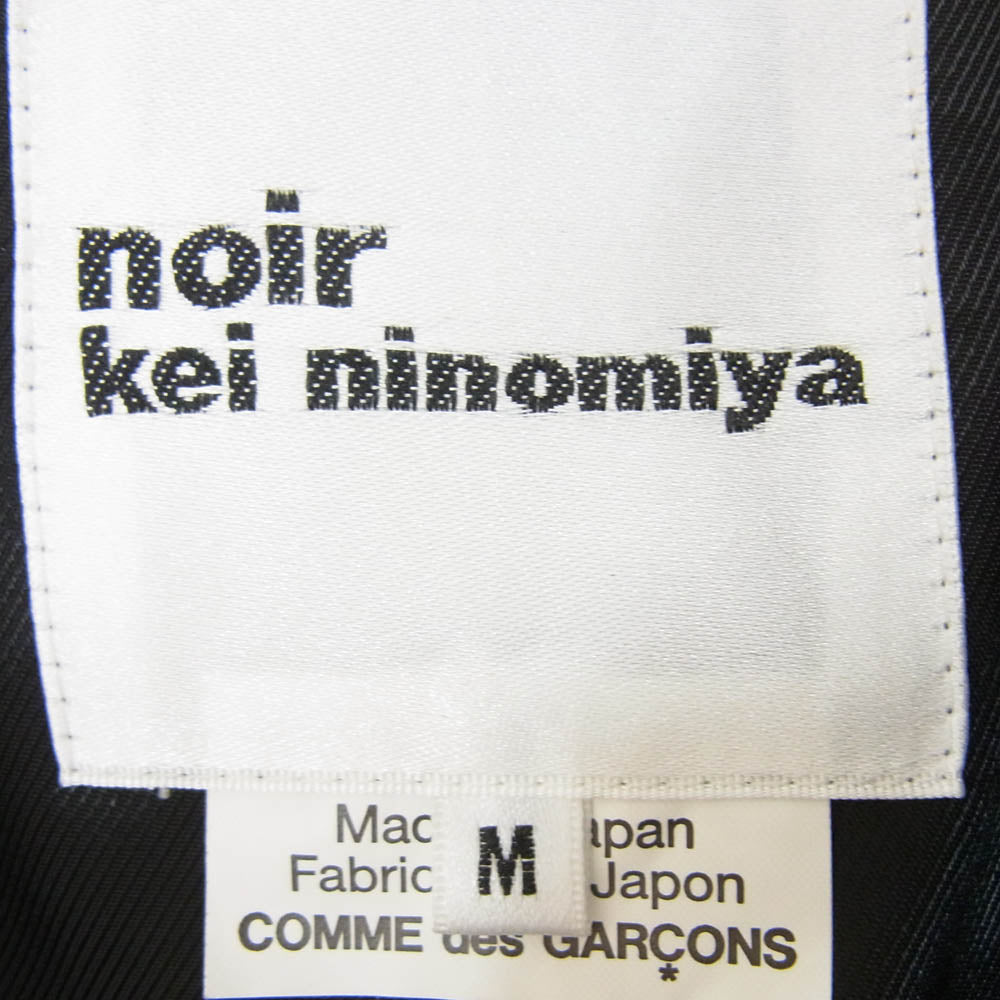 noir
kei ninomiya
M
Mac apan
Fabric Japon
COMME des GARÇONS
*